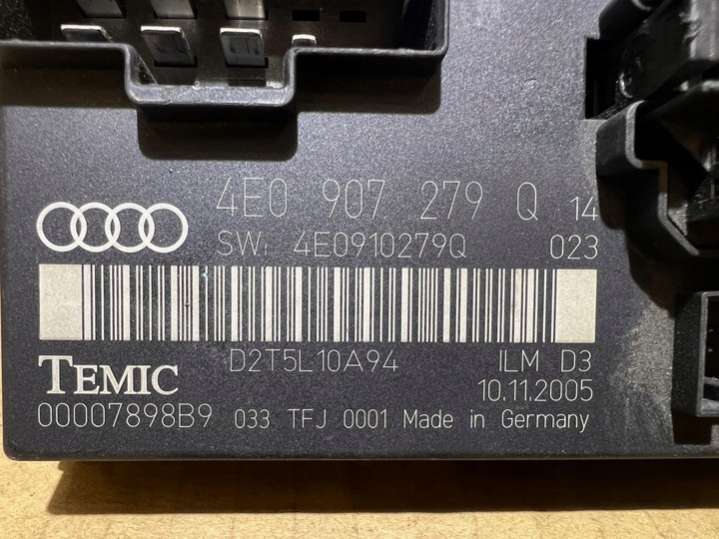 4E0 907 279 Q 14
SW: 4E0910279Q 023
D2T5L10A94 ILM D3
TEMIC 10.11.2005
00007898B9 033 TFJ 0001 Made in Germany